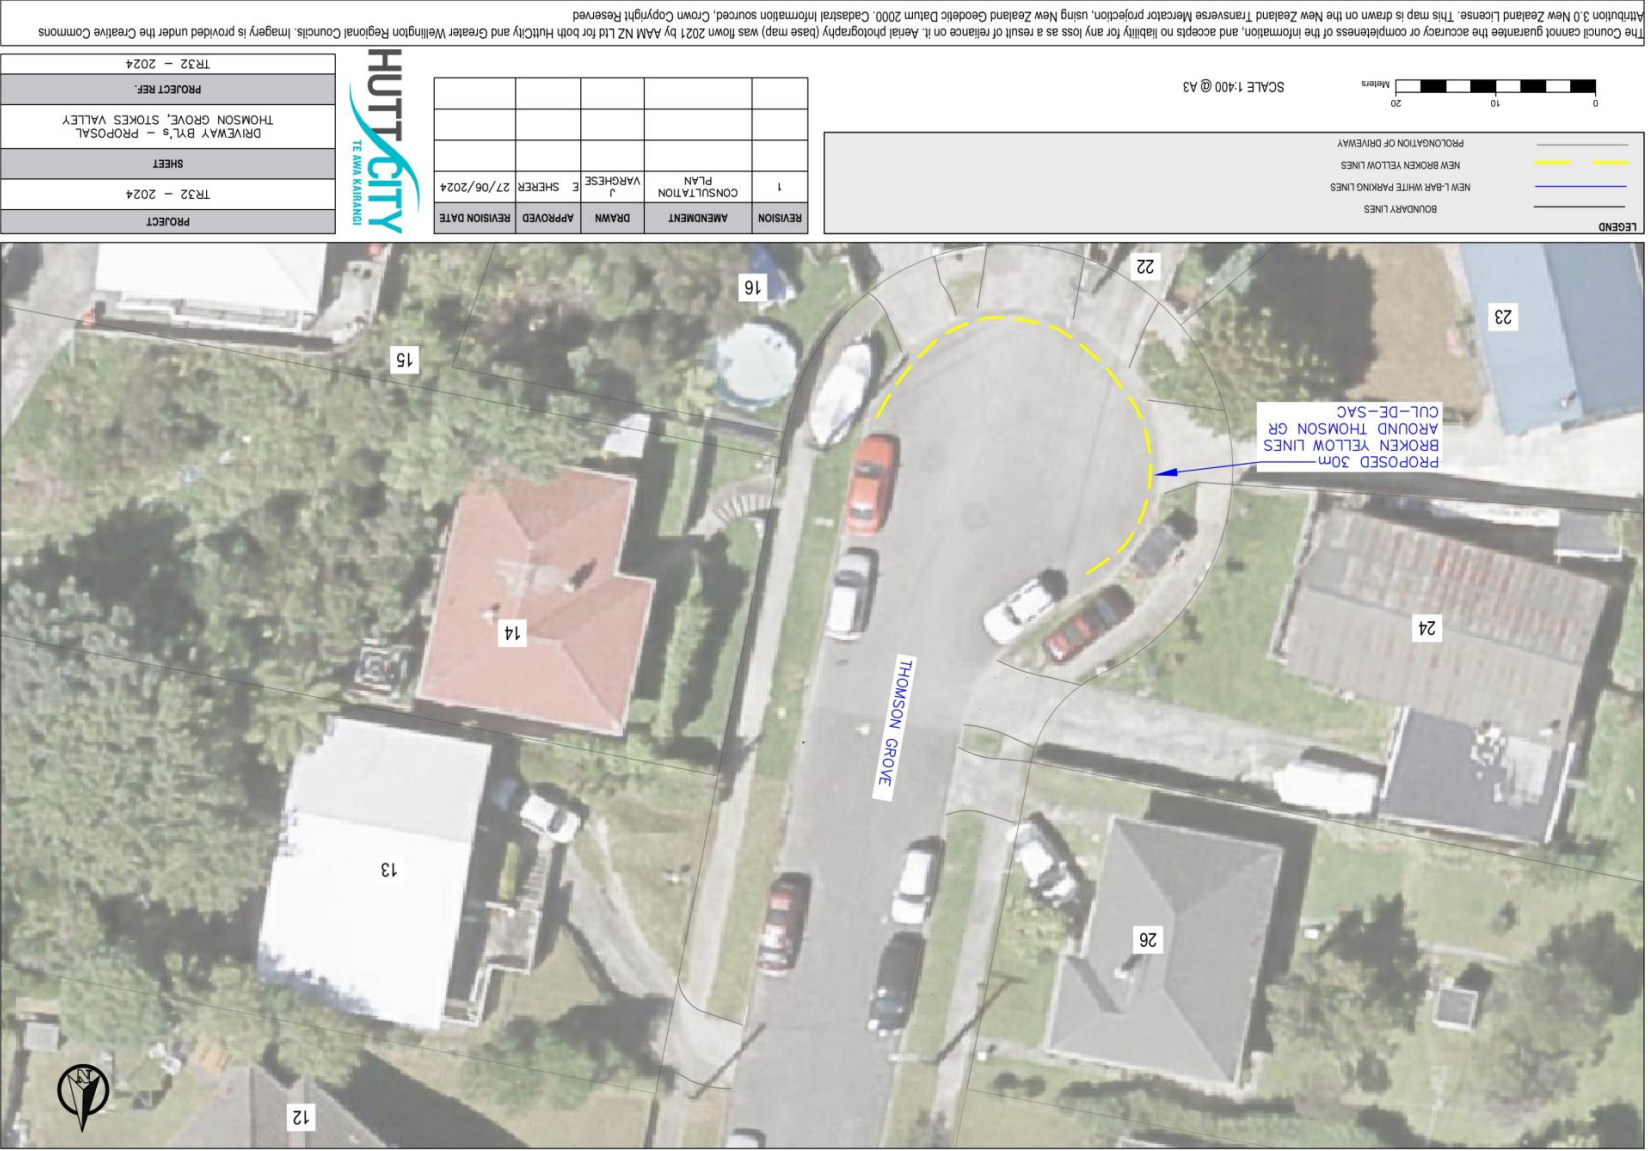 12
N
13
26
14
24
THOMSON GROVE
PROPOSED 30m
BROKEN YELLOW LINES
AROUND THOMSON GR
CUL-DE-SAC
15
23
16
22
LEGEND
BOUNDARY LINES
NEW L-BAR WHITE PARKING LINES
NEW BROKEN YELLOW LINES
PROLONGATION OF DRIVEWAY
0 10 20
Meters
SCALE 1:400 @ A3
REVISION AMENDMENT DRAWN APPROVED REVISION DATE
1 CONSULTATION PLAN J VARGHESE E SHERER 27/06/2024
HUTT CITY
TE AWA KAIRANGI
PROJECT
TR32 - 2024
SHEET
DRIVEWAY BYL's - PROPOSAL
THOMSON GROVE, STOKES VALLEY
PROJECT REF.
TR32 - 2024
The Council cannot guarantee the accuracy or completeness of the information, and accepts no liability for any loss as a result of reliance on it. Aerial photography (base map) was flown 2021 by AAM NZ Ltd for both HuttCity and Greater Wellington Regional Councils. Imagery is provided under the Creative Commons
Attribution 3.0 New Zealand License. This map is drawn on the New Zealand Transverse Mercator projection, using New Zealand Geodetic Datum 2000. Cadastral Information sourced, Crown Copyright Reserved